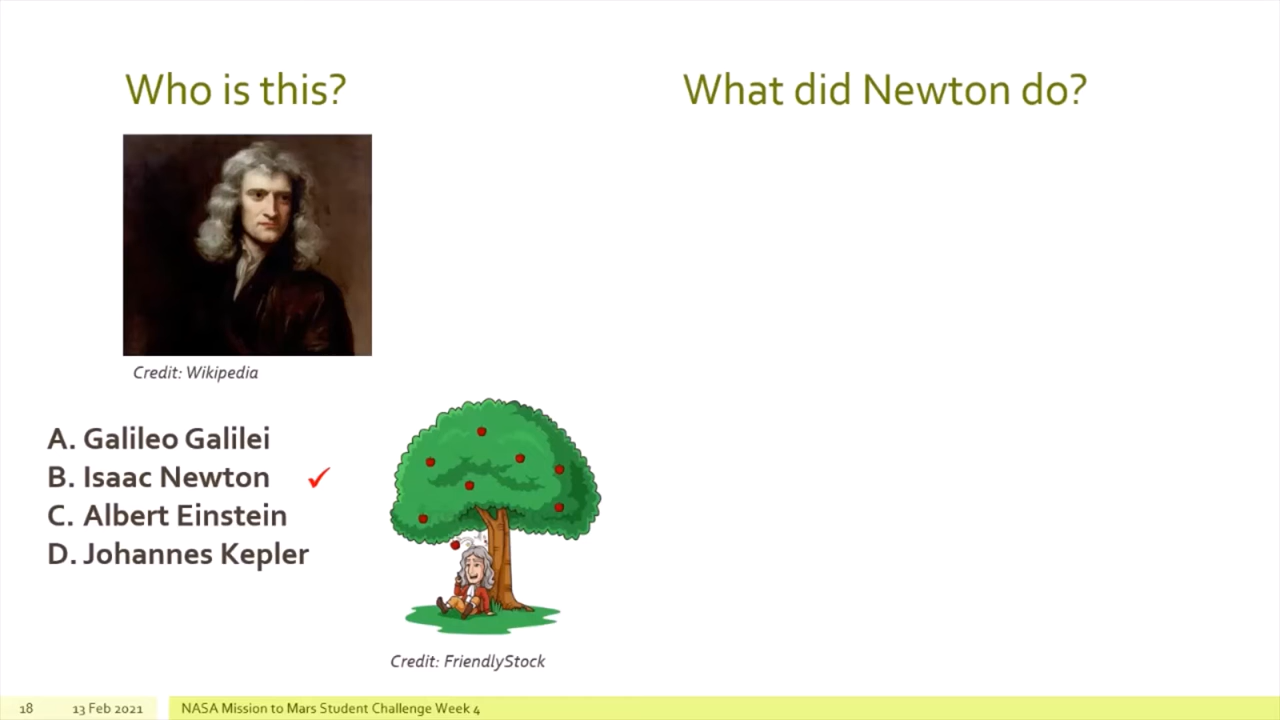 Who is this?
What did Newton do?
Credit: Wikipedia
A. Galileo Galilei
B. Isaac Newton ✓
C. Albert Einstein
D. Johannes Kepler
Credit: FriendlyStock
18 13 Feb 2021 NASA Mission to Mars Student Challenge Week 4